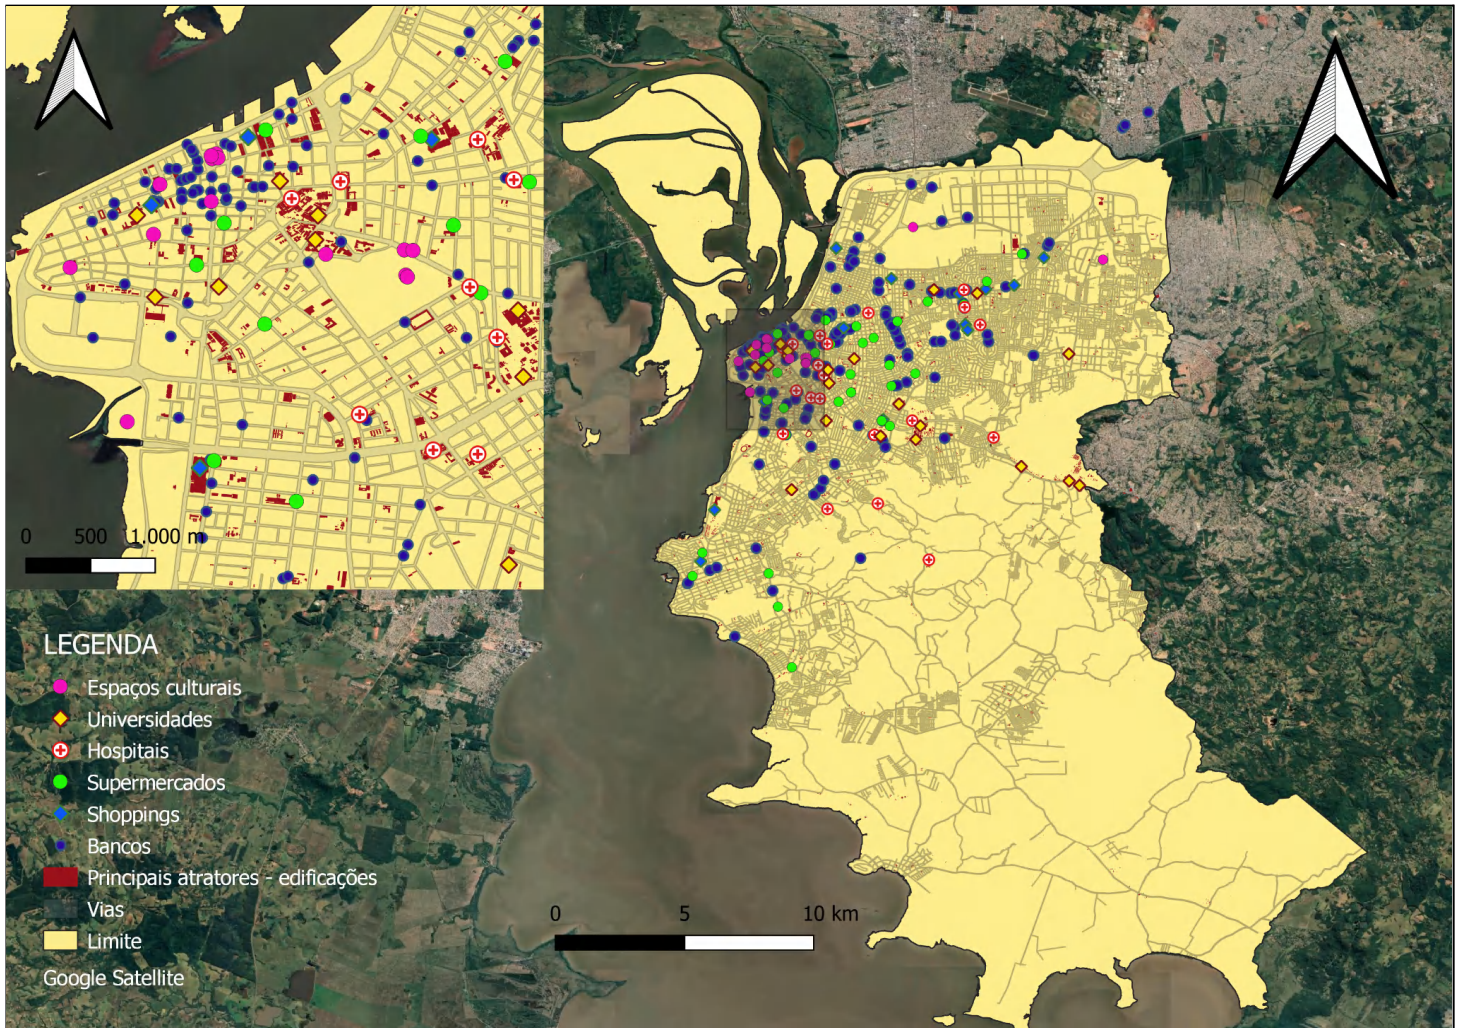 0 500 1.000 m
LEGENDA
Espaços culturais
Universidades
Hospitais
Supermercados
Shoppings
Bancos
Principais atratores - edificações
Vias
Limite
Google Satellite
0 5 10 km